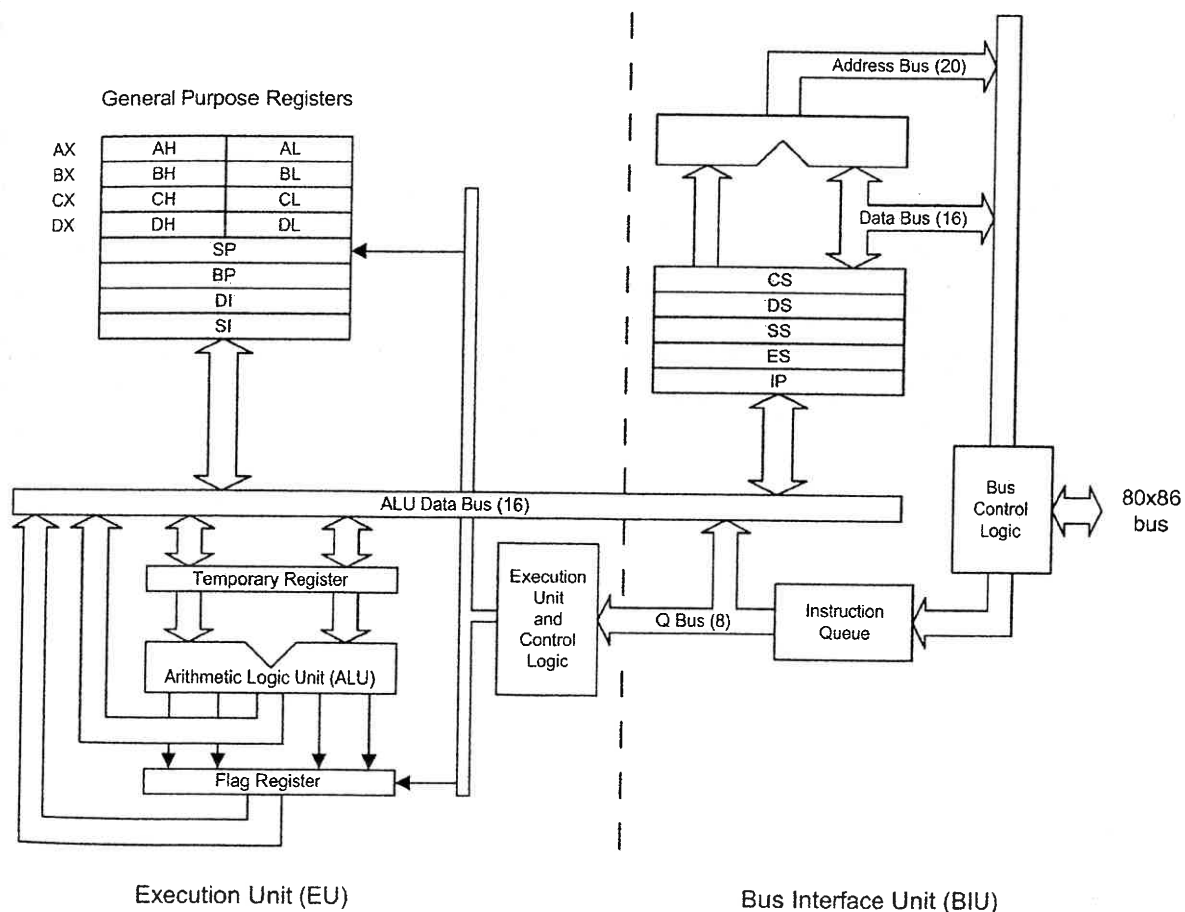 Address Bus (20)
General Purpose Registers
AX AH AL
BX BH BL
CX CH CL
DX DH DL
SP
BP
DI
SI
Data Bus (16)
CS
DS
SS
ES
IP
ALU Data Bus (16)
Bus
Control
Logic
80x86
bus
Temporary Register
Execution
Unit
and
Control
Logic
Q Bus (8)
Instruction
Queue
Arithmetic Logic Unit (ALU)
Flag Register
Execution Unit (EU)
Bus Interface Unit (BIU)